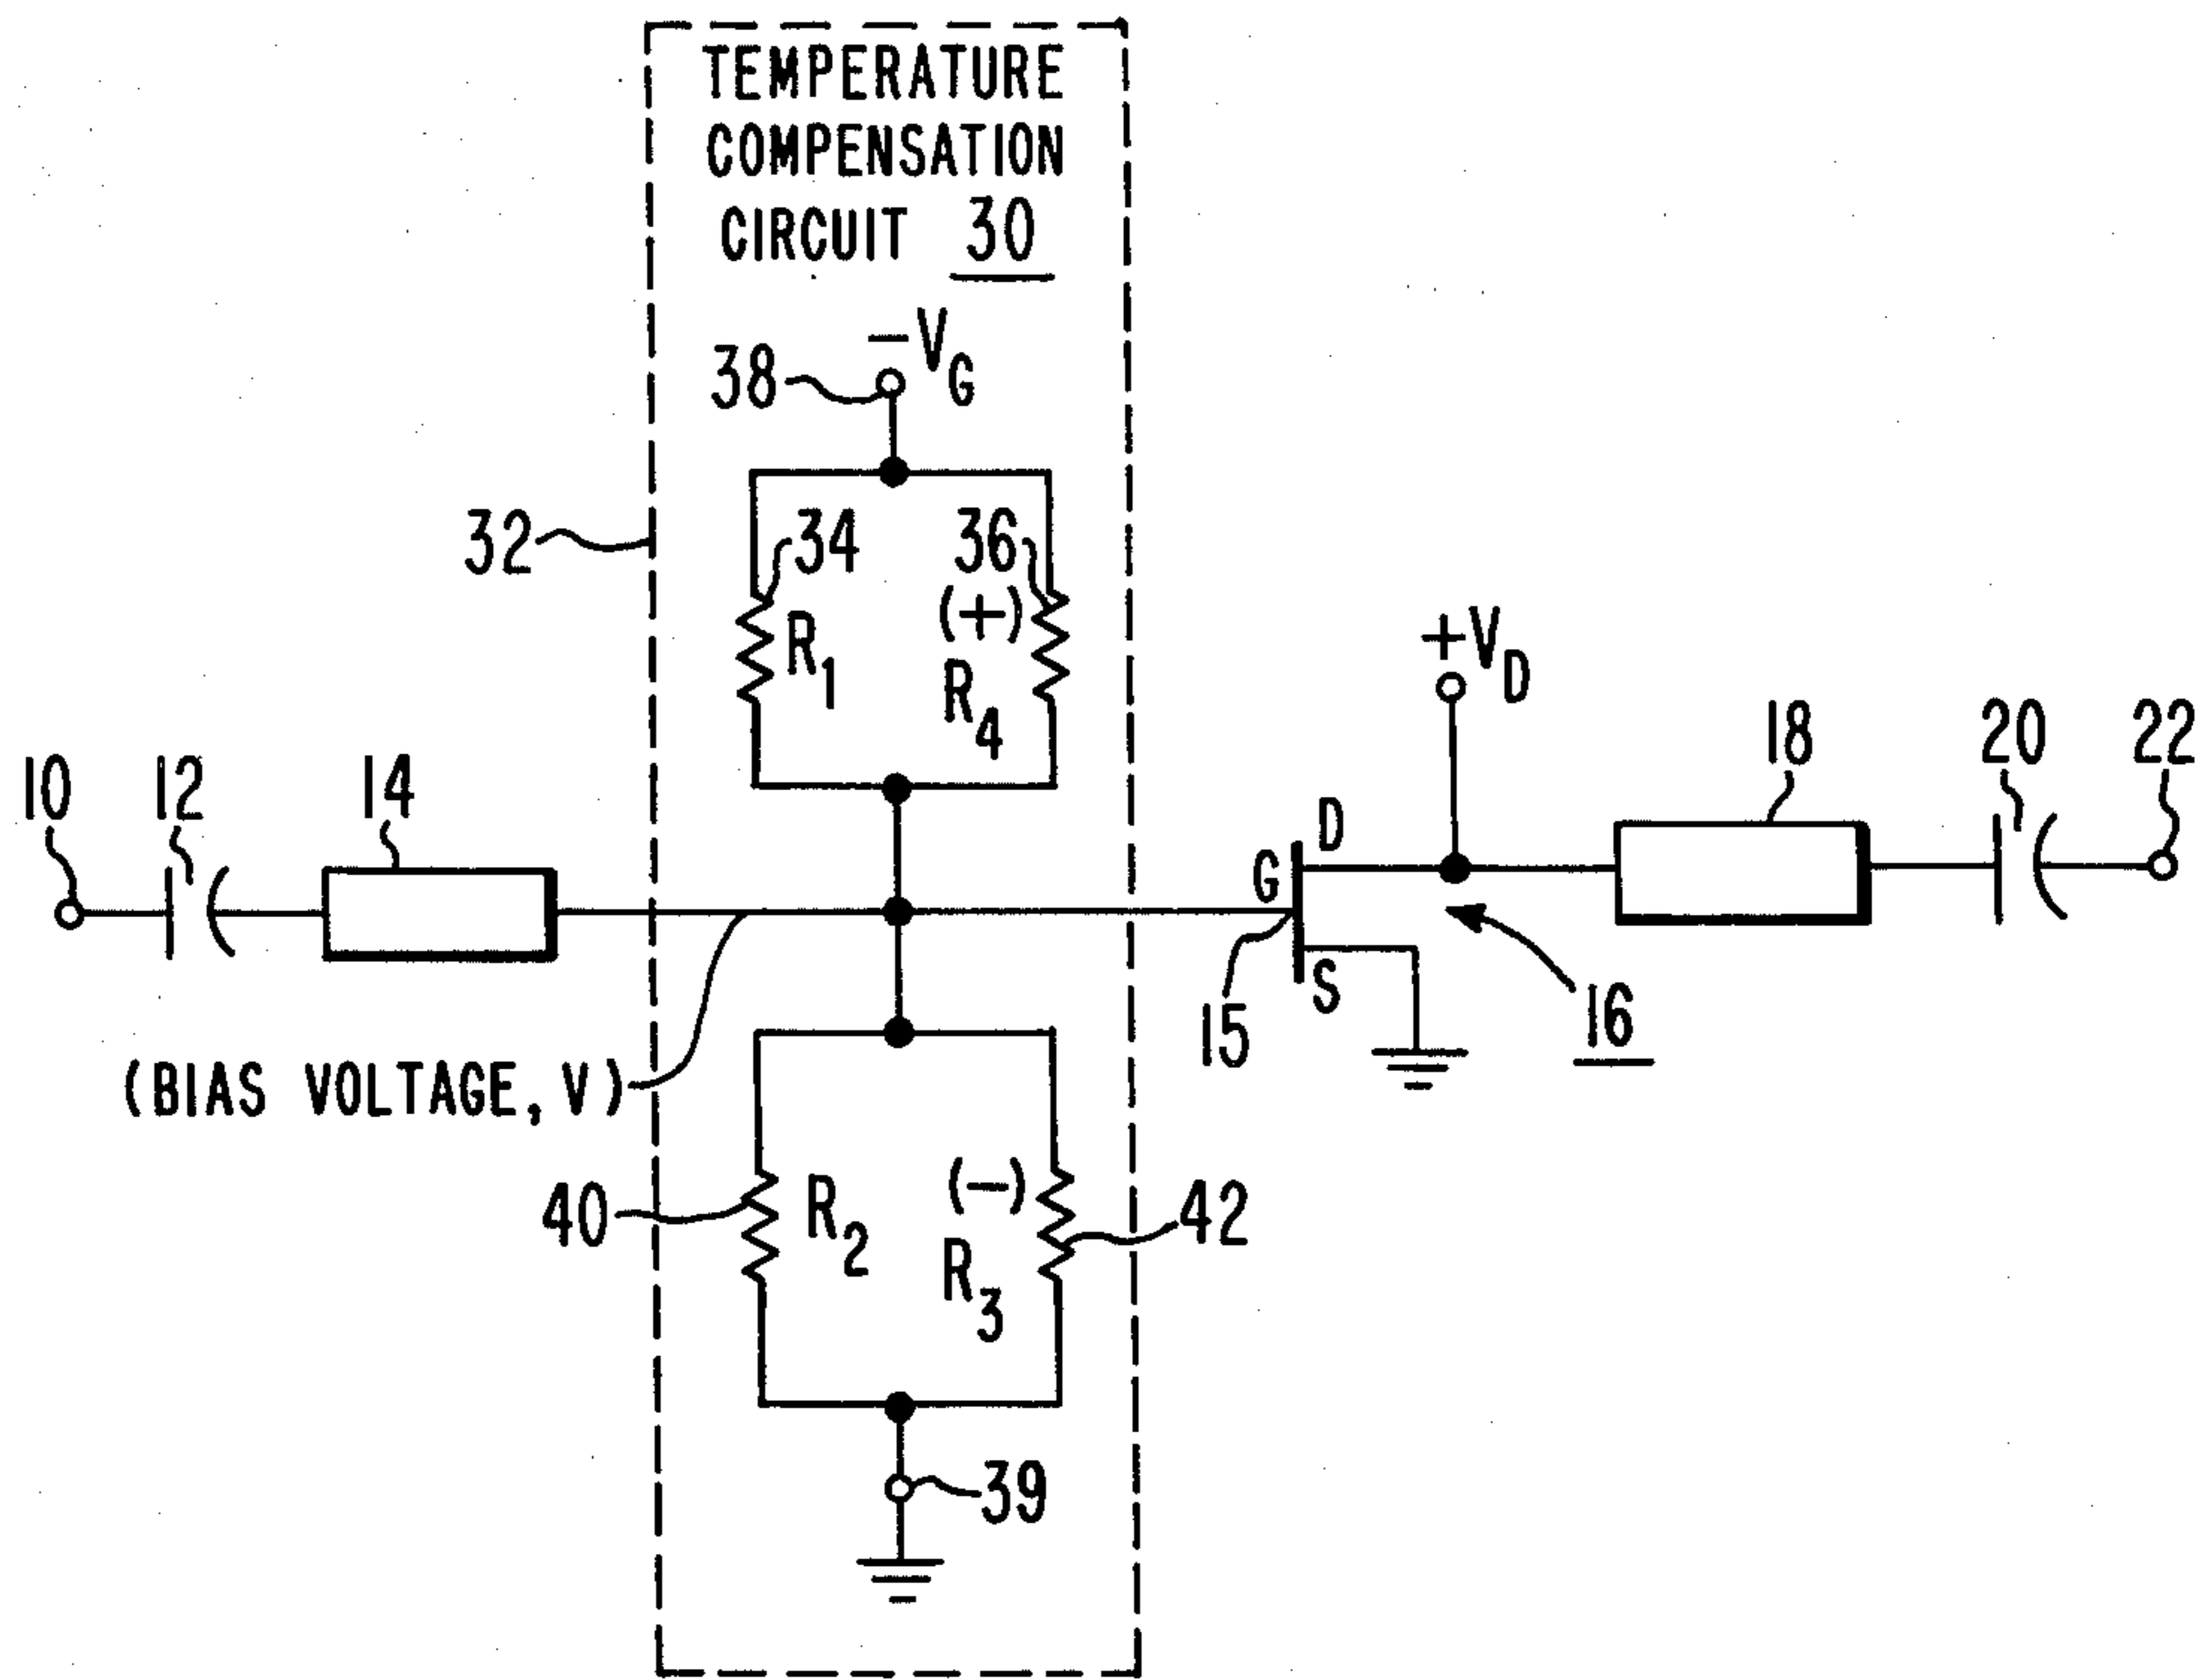 TEMPERATURE
COMPENSATION
CIRCUIT 30
−VG
38
32
34
36
(+)
R1
R4
+VD
10
12
14
18
20
22
D
G
S
15
16
(BIAS VOLTAGE, V)
(−)
40
R2
R3
42
39